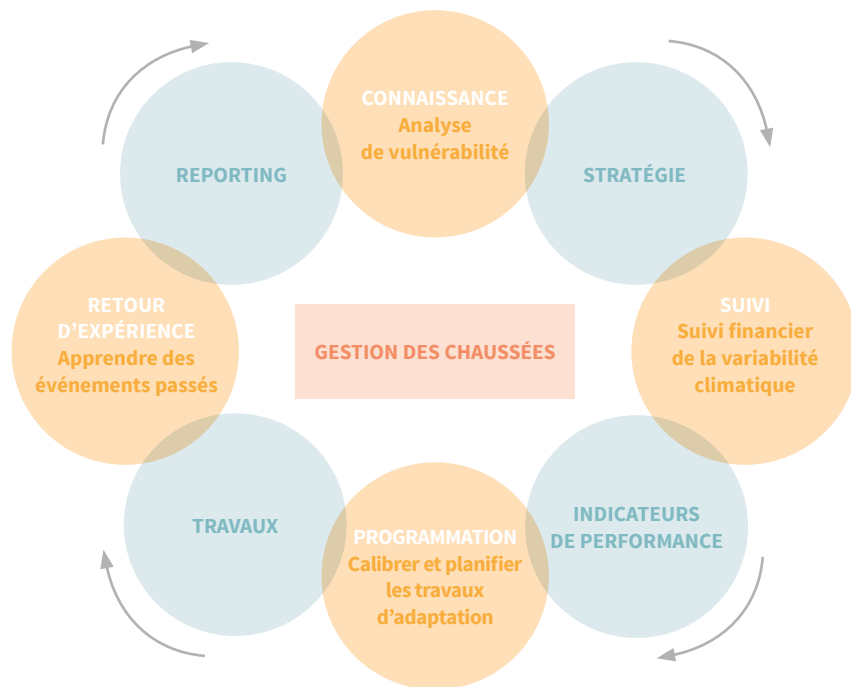 CONNAISSANCE
Analyse
de vulnérabilité
STRATÉGIE
SUIVI
Suivi financier
de la variabilité
climatique
INDICATEURS
DE PERFORMANCE
PROGRAMMATION
Calibrer et planifier
les travaux
d'adaptation
TRAVAUX
RETOUR
D'EXPÉRIENCE
Apprendre des
événements passés
REPORTING
GESTION DES CHAUSSÉES